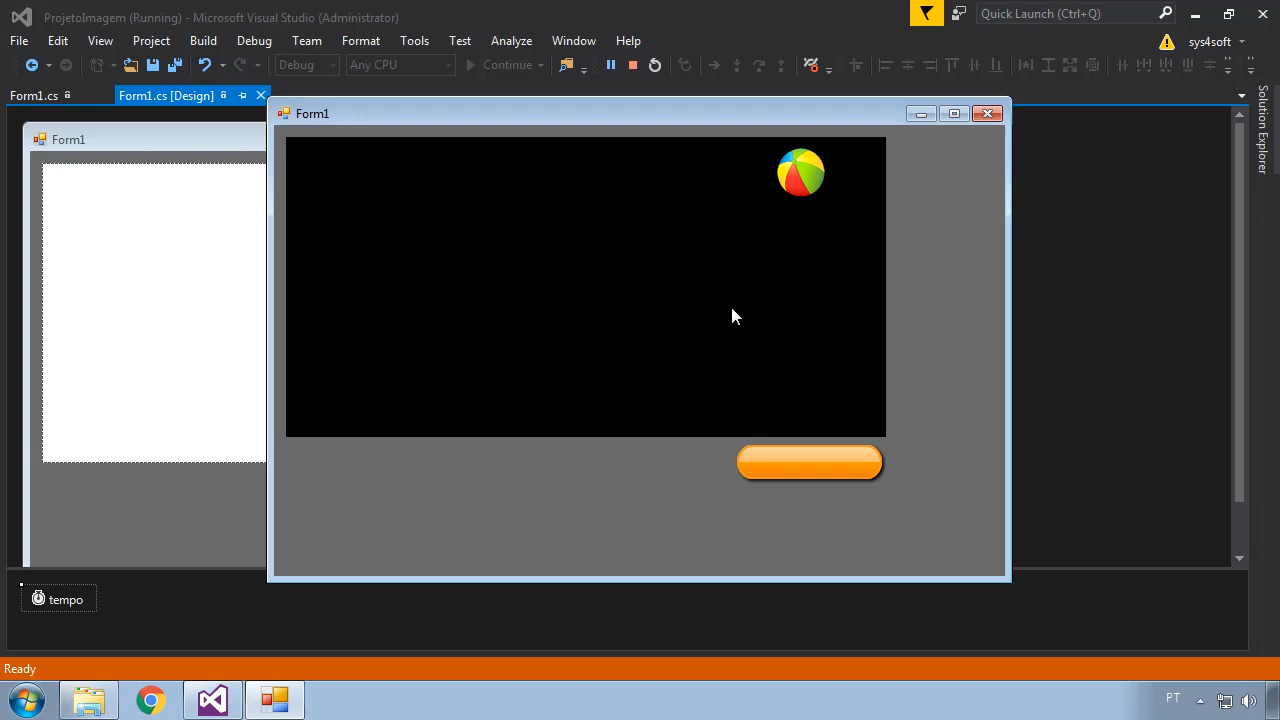 ProjetoImagem (Running) - Microsoft Visual Studio (Administrator)
Quick Launch (Ctrl+Q)
File Edit View Project Build Debug Team Format Tools Test Analyze Window Help
sys4soft
Debug Any CPU Continue
Form1.cs Form1.cs [Design]
Solution Explorer
Form1
Form1
tempo
Ready
PT